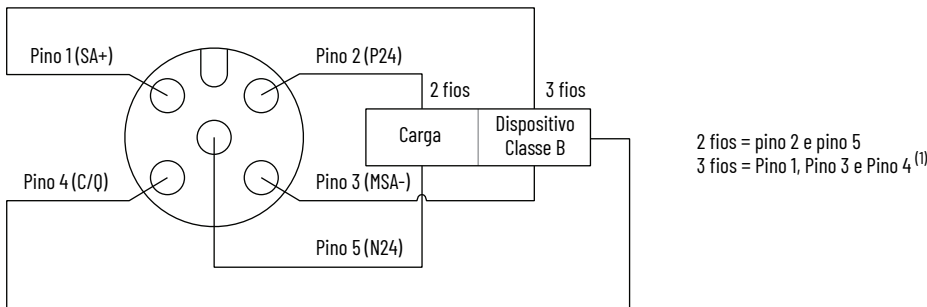 Pino 1 (SA+)
Pino 2 (P24)
2 fios
3 fios
Carga
Dispositivo
Classe B
2 fios = pino 2 e pino 5
3 fios = Pino 1, Pino 3 e Pino 4 (1)
Pino 4 (C/Q)
Pino 3 (MSA-)
Pino 5 (N24)